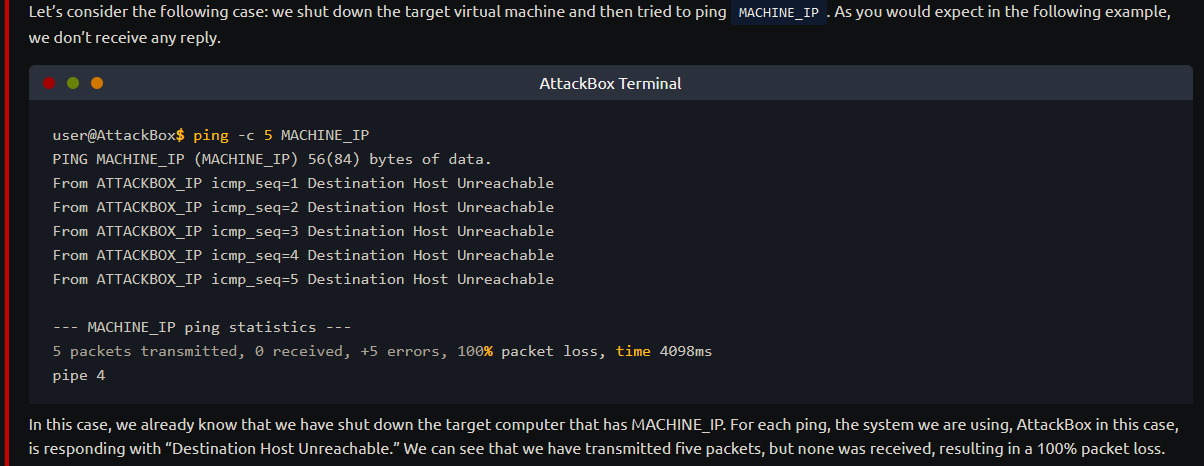 Let’s consider the following case: we shut down the target virtual machine and then tried to ping MACHINE_IP. As you would expect in the following example,
we don’t receive any reply.
AttackBox Terminal
user@AttackBox$ ping -c 5 MACHINE_IP
PING MACHINE_IP (MACHINE_IP) 56(84) bytes of data.
From ATTACKBOX_IP icmp_seq=1 Destination Host Unreachable
From ATTACKBOX_IP icmp_seq=2 Destination Host Unreachable
From ATTACKBOX_IP icmp_seq=3 Destination Host Unreachable
From ATTACKBOX_IP icmp_seq=4 Destination Host Unreachable
From ATTACKBOX_IP icmp_seq=5 Destination Host Unreachable
--- MACHINE_IP ping statistics ---
5 packets transmitted, 0 received, +5 errors, 100% packet loss, time 4098ms
pipe 4
In this case, we already know that we have shut down the target computer that has MACHINE_IP. For each ping, the system we are using, AttackBox in this case,
is responding with “Destination Host Unreachable.” We can see that we have transmitted five packets, but none was received, resulting in a 100% packet loss.